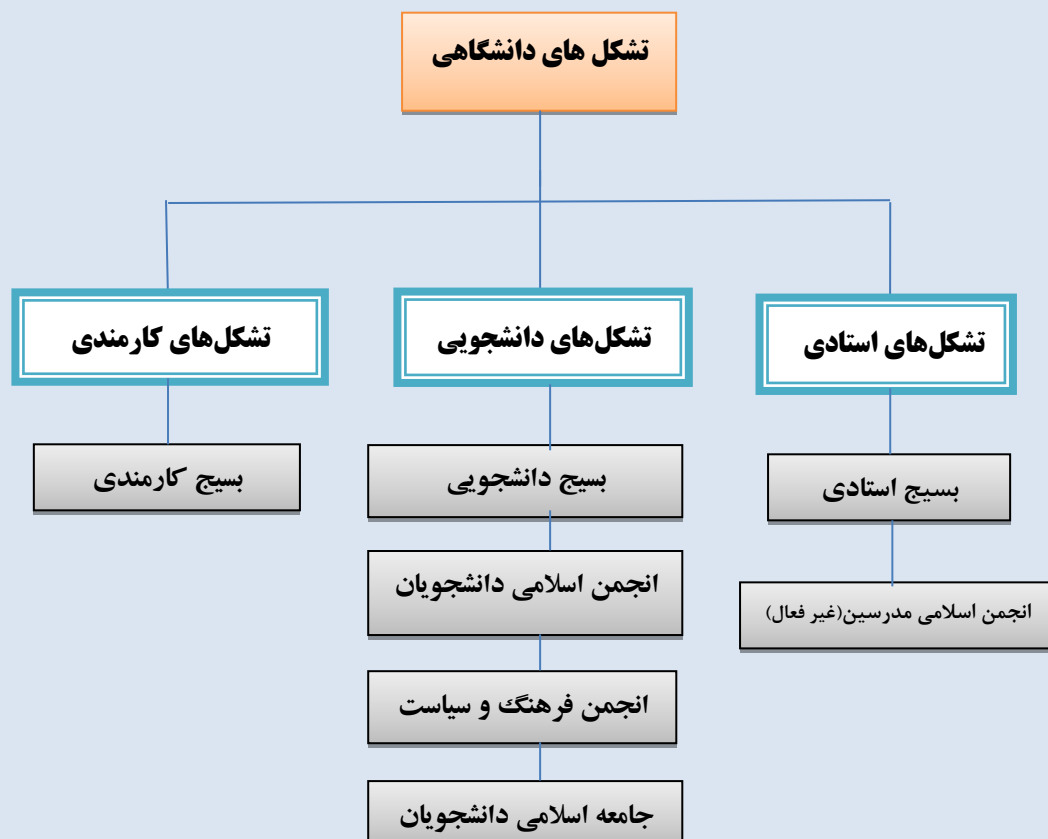 تشکل های دانشگاهی
تشکل‌های استادی
تشکل‌های دانشجویی
تشکل‌های کارمندی
بسیج استادی
بسیج دانشجویی
بسیج کارمندی
انجمن اسلامی مدرسین(غیر فعال)
انجمن اسلامی دانشجویان
انجمن فرهنگ و سیاست
جامعه اسلامی دانشجویان